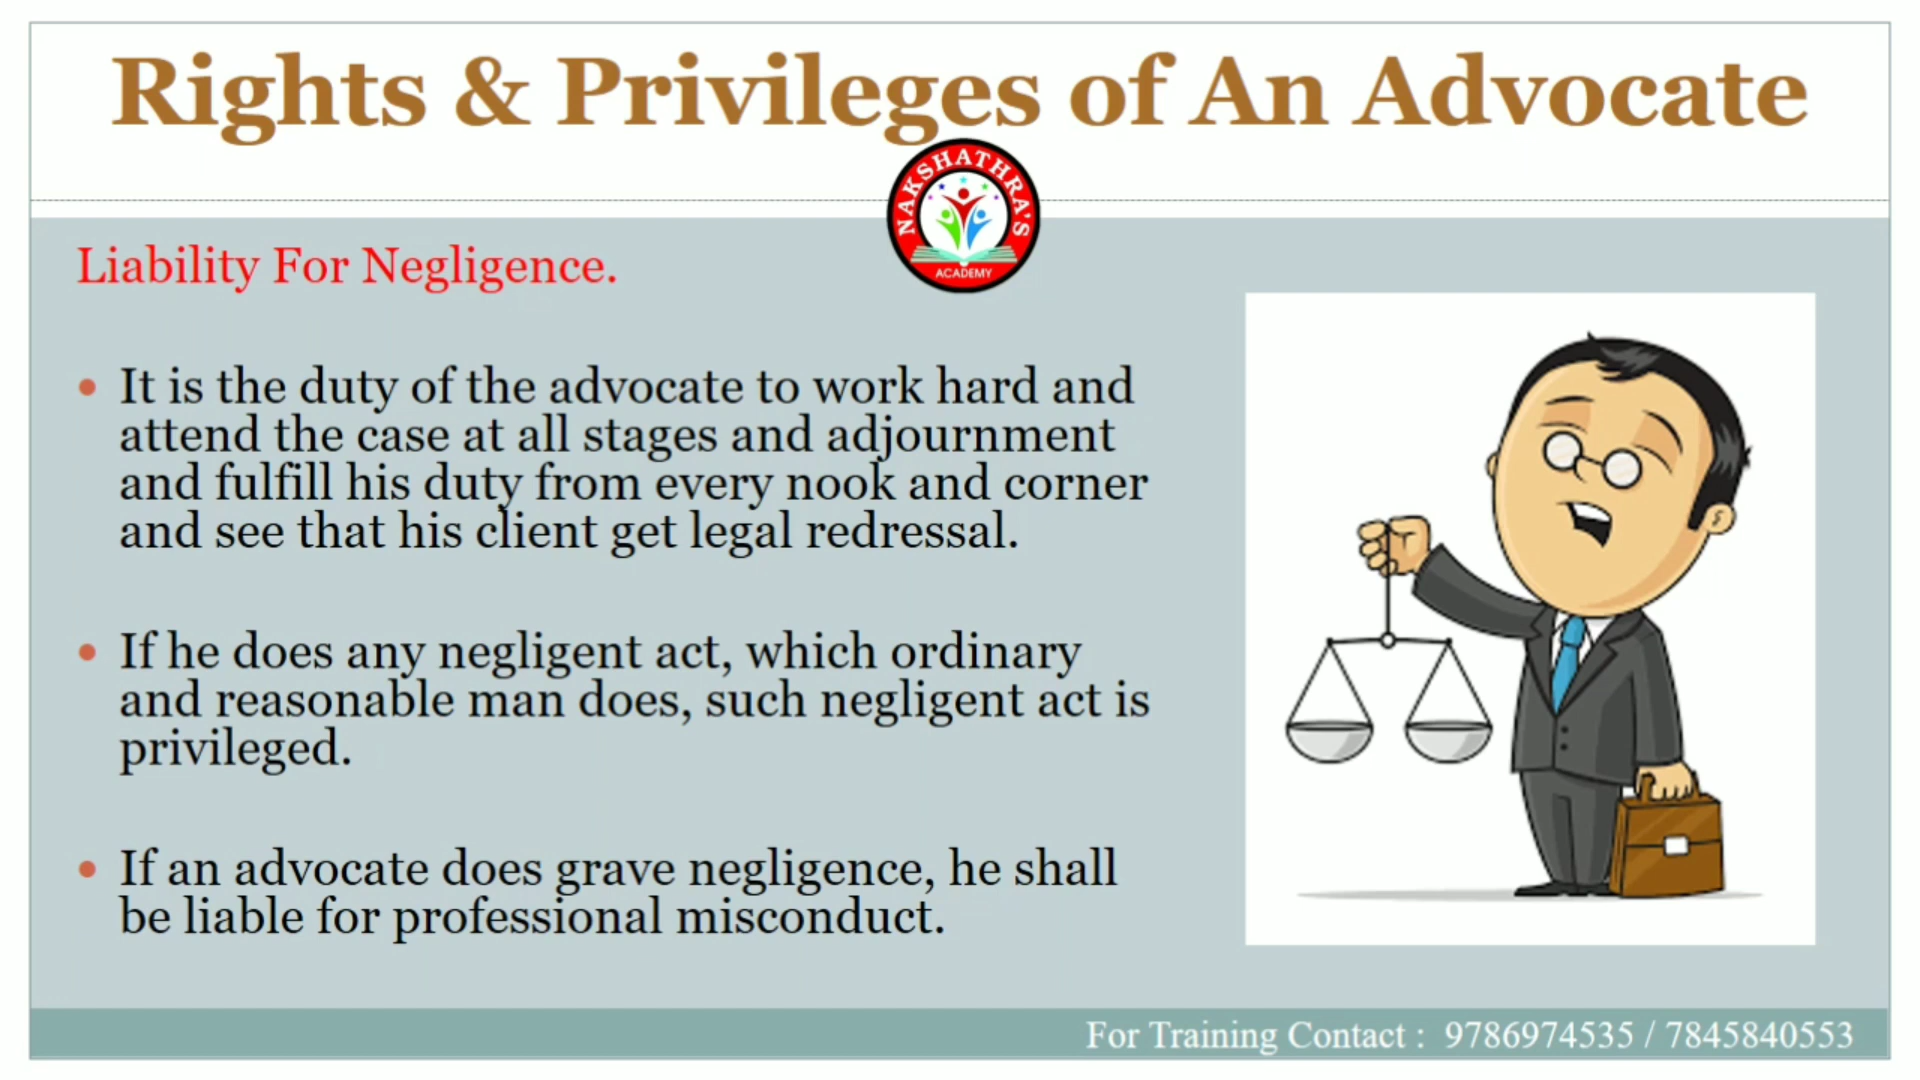 Rights & Privileges of An Advocate
NAKSHATHRA'S
ACADEMY
Liability For Negligence.
• It is the duty of the advocate to work hard and
attend the case at all stages and adjournment
and fulfill his duty from every nook and corner
and see that his client get legal redressal.
• If he does any negligent act, which ordinary
and reasonable man does, such negligent act is
privileged.
• If an advocate does grave negligence, he shall
be liable for professional misconduct.
For Training Contact : 9786974535 / 7845840553